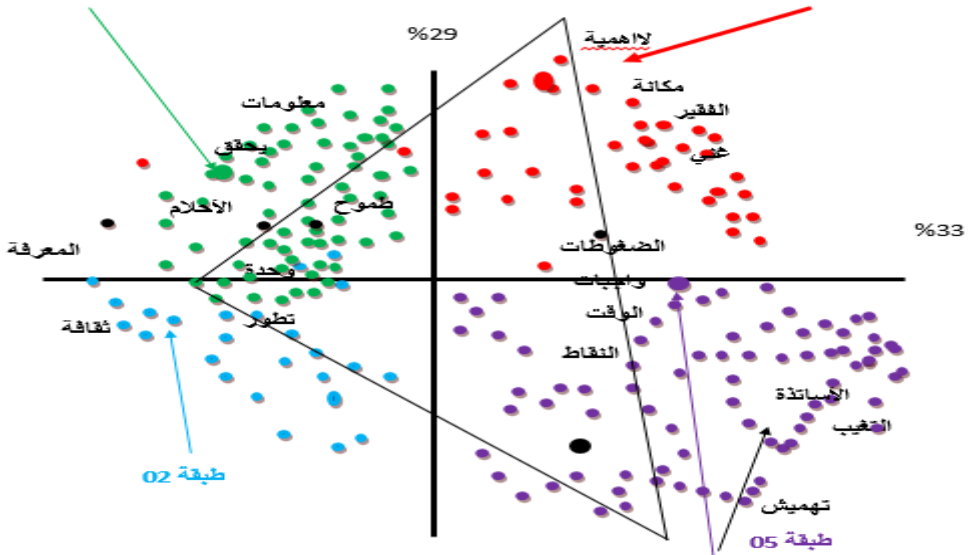 %29
لااهمية
مكانة
معلومات
الفقير
يحقق
غني
الأحلام
طموح
%33
المعرفة
الضغوطات
وحدة
واجبات
ثقافة
تطور
الوقت
النقاط
الأساتذة
التغيب
طبقة 02
تهميش
طبقة 05